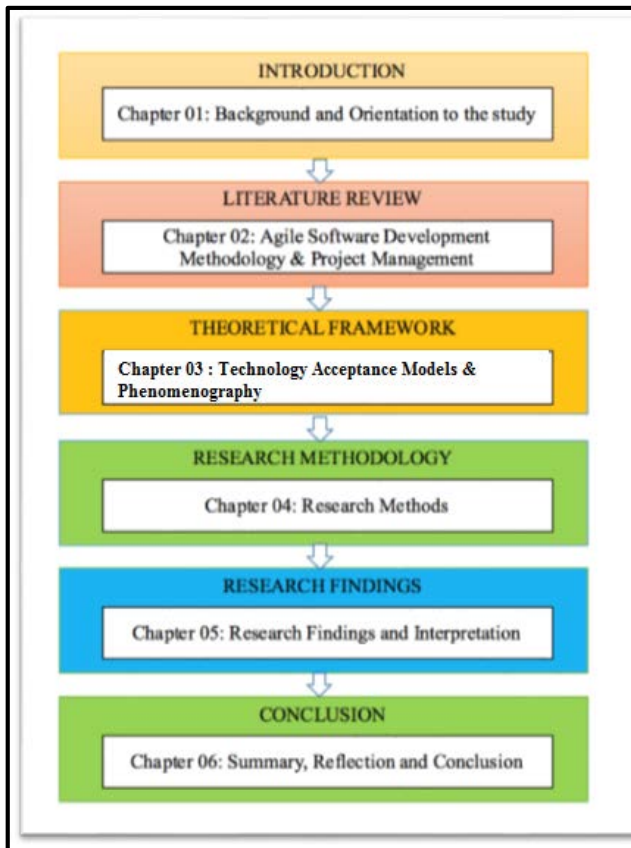 INTRODUCTION
Chapter 01: Background and Orientation to the study
LITERATURE REVIEW
Chapter 02: Agile Software Development
Methodology & Project Management
THEORETICAL FRAMEWORK
Chapter 03 : Technology Acceptance Models &
Phenomenography
RESEARCH METHODOLOGY
Chapter 04: Research Methods
RESEARCH FINDINGS
Chapter 05: Research Findings and Interpretation
CONCLUSION
Chapter 06: Summary, Reflection and Conclusion